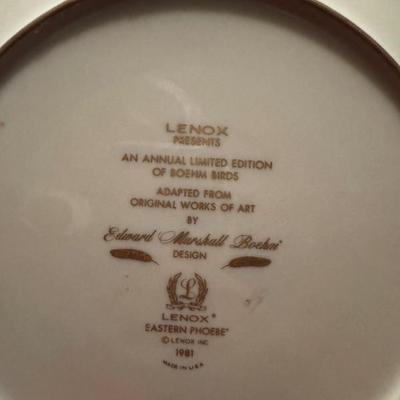 LENOX
PRESENTS
AN ANNUAL LIMITED EDITION
OF BOEHM BIRDS
ADAPTED FROM
ORIGINAL WORKS OF ART
BY
Edward Marshall Boehm
DESIGN
L
LENOX®
EASTERN PHOEBE
© LENOX INC
1981
MADE IN U.S.A.